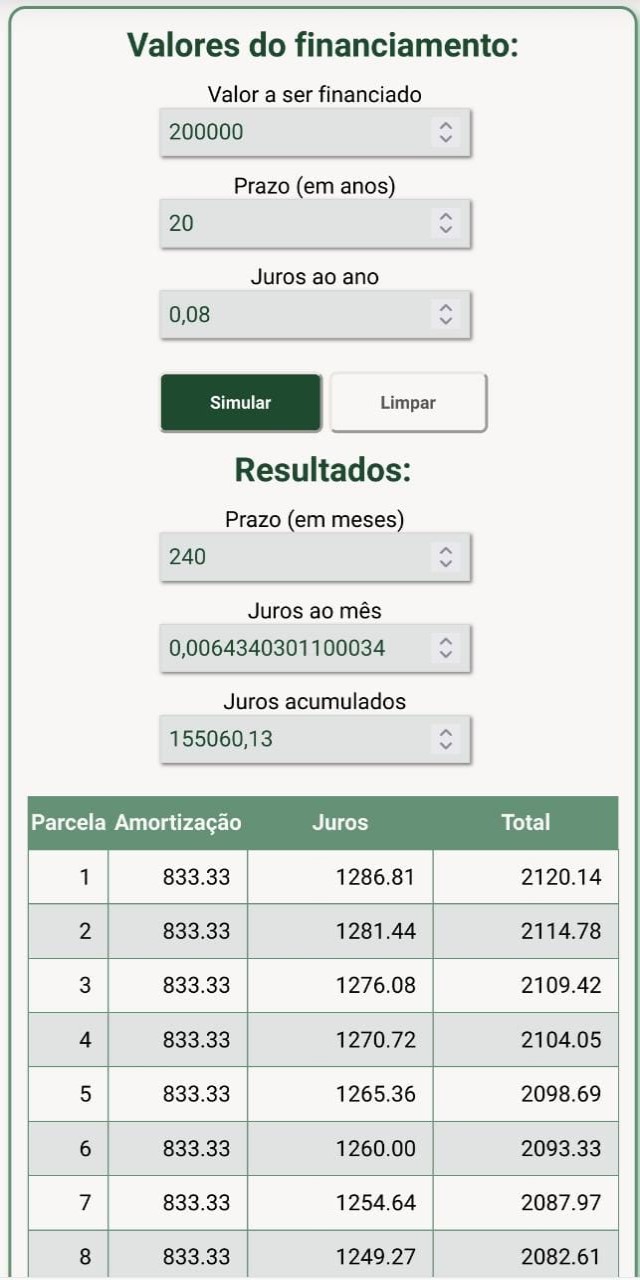 Valores do financiamento:
Valor a ser financiado
200000
Prazo (em anos)
20
Juros ao ano
0,08
Simular Limpar
Resultados:
Prazo (em meses)
240
Juros ao mês
0,0064340301100034
Juros acumulados
155060,13
Parcela Amortização Juros Total
1 833.33 1286.81 2120.14
2 833.33 1281.44 2114.78
3 833.33 1276.08 2109.42
4 833.33 1270.72 2104.05
5 833.33 1265.36 2098.69
6 833.33 1260.00 2093.33
7 833.33 1254.64 2087.97
8 833.33 1249.27 2082.61